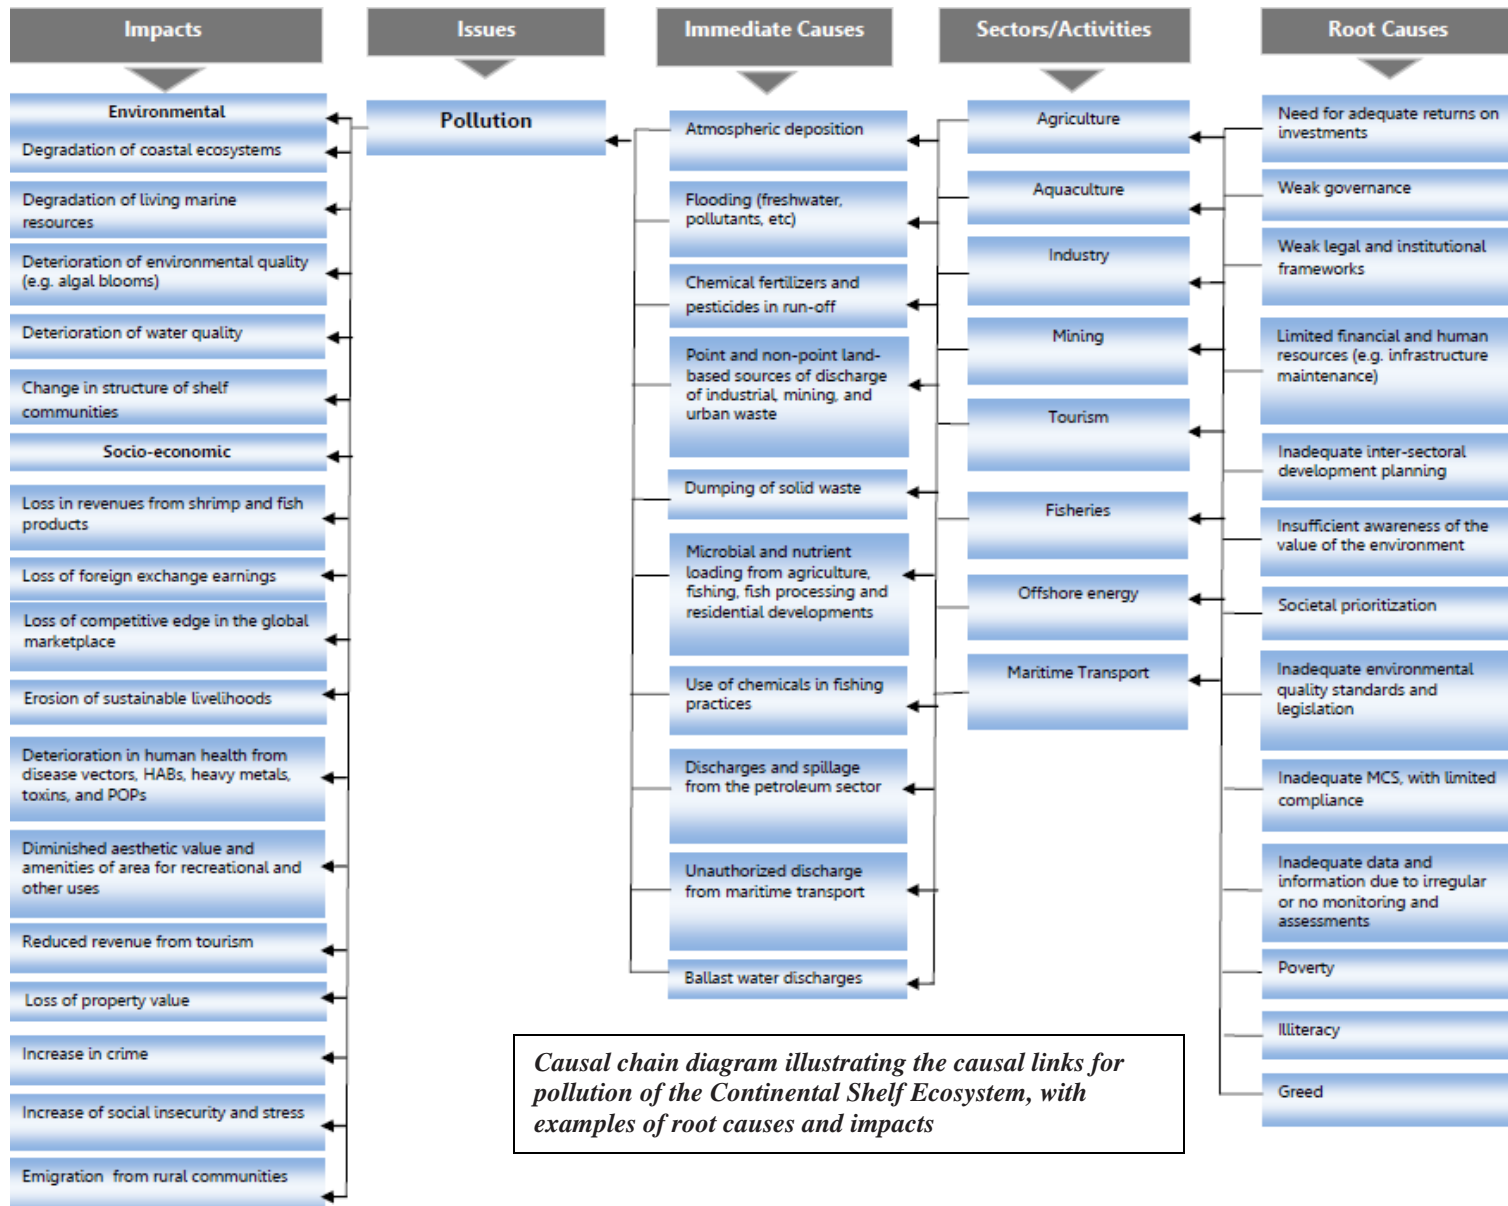 Impacts
Issues
Immediate Causes
Sectors/Activities
Root Causes
Environmental
Degradation of coastal ecosystems
Degradation of living marine
resources
Deterioration of environmental quality
(e.g. algal blooms)
Deterioration of water quality
Change in structure of shelf
communities
Socio-economic
Loss in revenues from shrimp and fish
products
Loss of foreign exchange earnings
Loss of competitive edge in the global
marketplace
Erosion of sustainable livelihoods
Deterioration in human health from
disease vectors, HABs, heavy metals,
toxins, and POPs
Diminished aesthetic value and
amenities of area for recreational and
other uses
Reduced revenue from tourism
Loss of property value
Increase in crime
Increase of social insecurity and stress
Emigration from rural communities
Pollution
Atmospheric deposition
Flooding (freshwater,
pollutants, etc)
Chemical fertilizers and
pesticides in run-off
Point and non-point land-
based sources of discharge
of industrial, mining, and
urban waste
Dumping of solid waste
Microbial and nutrient
loading from agriculture,
fishing, fish processing and
residential developments
Use of chemicals in fishing
practices
Discharges and spillage
from the petroleum sector
Unauthorized discharge
from maritime transport
Ballast water discharges
Agriculture
Aquaculture
Industry
Mining
Tourism
Fisheries
Offshore energy
Maritime Transport
Need for adequate returns on
investments
Weak governance
Weak legal and institutional
frameworks
Limited financial and human
resources (e.g. infrastructure
maintenance)
Inadequate inter-sectoral
development planning
Insufficient awareness of the
value of the environment
Societal prioritization
Inadequate environmental
quality standards and
legislation
Inadequate MCS, with limited
compliance
Inadequate data and
information due to irregular
or no monitoring and
assessments
Poverty
Illiteracy
Greed
Causal chain diagram illustrating the causal links for
pollution of the Continental Shelf Ecosystem, with
examples of root causes and impacts